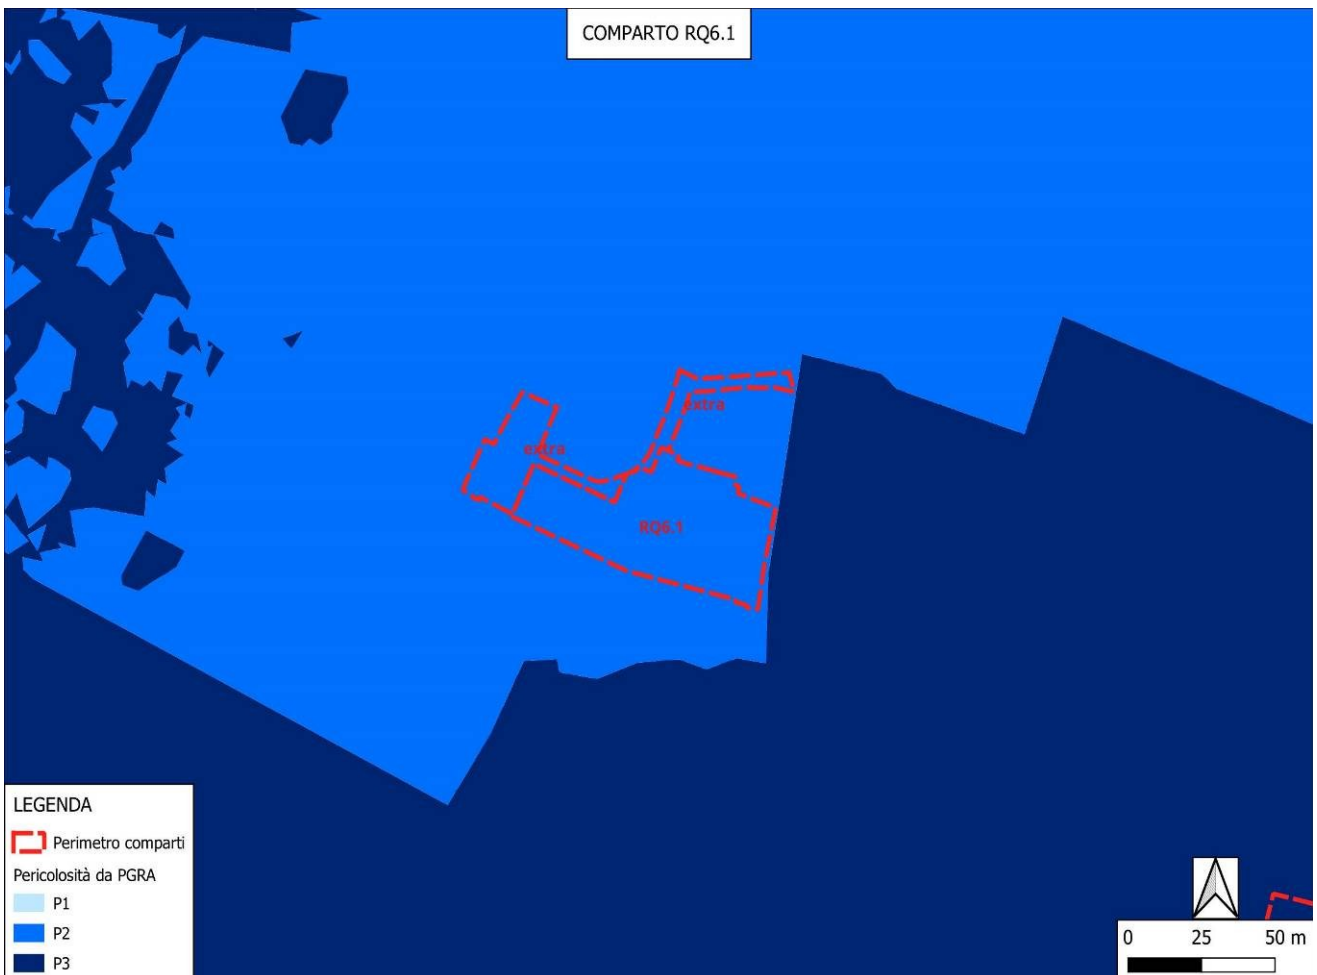 COMPARTO RQ6.1
extra
extra
RQ6.1
LEGENDA
Perimetro comparti
Pericolosità da PGRA
P1
P2
P3
0 25 50 m